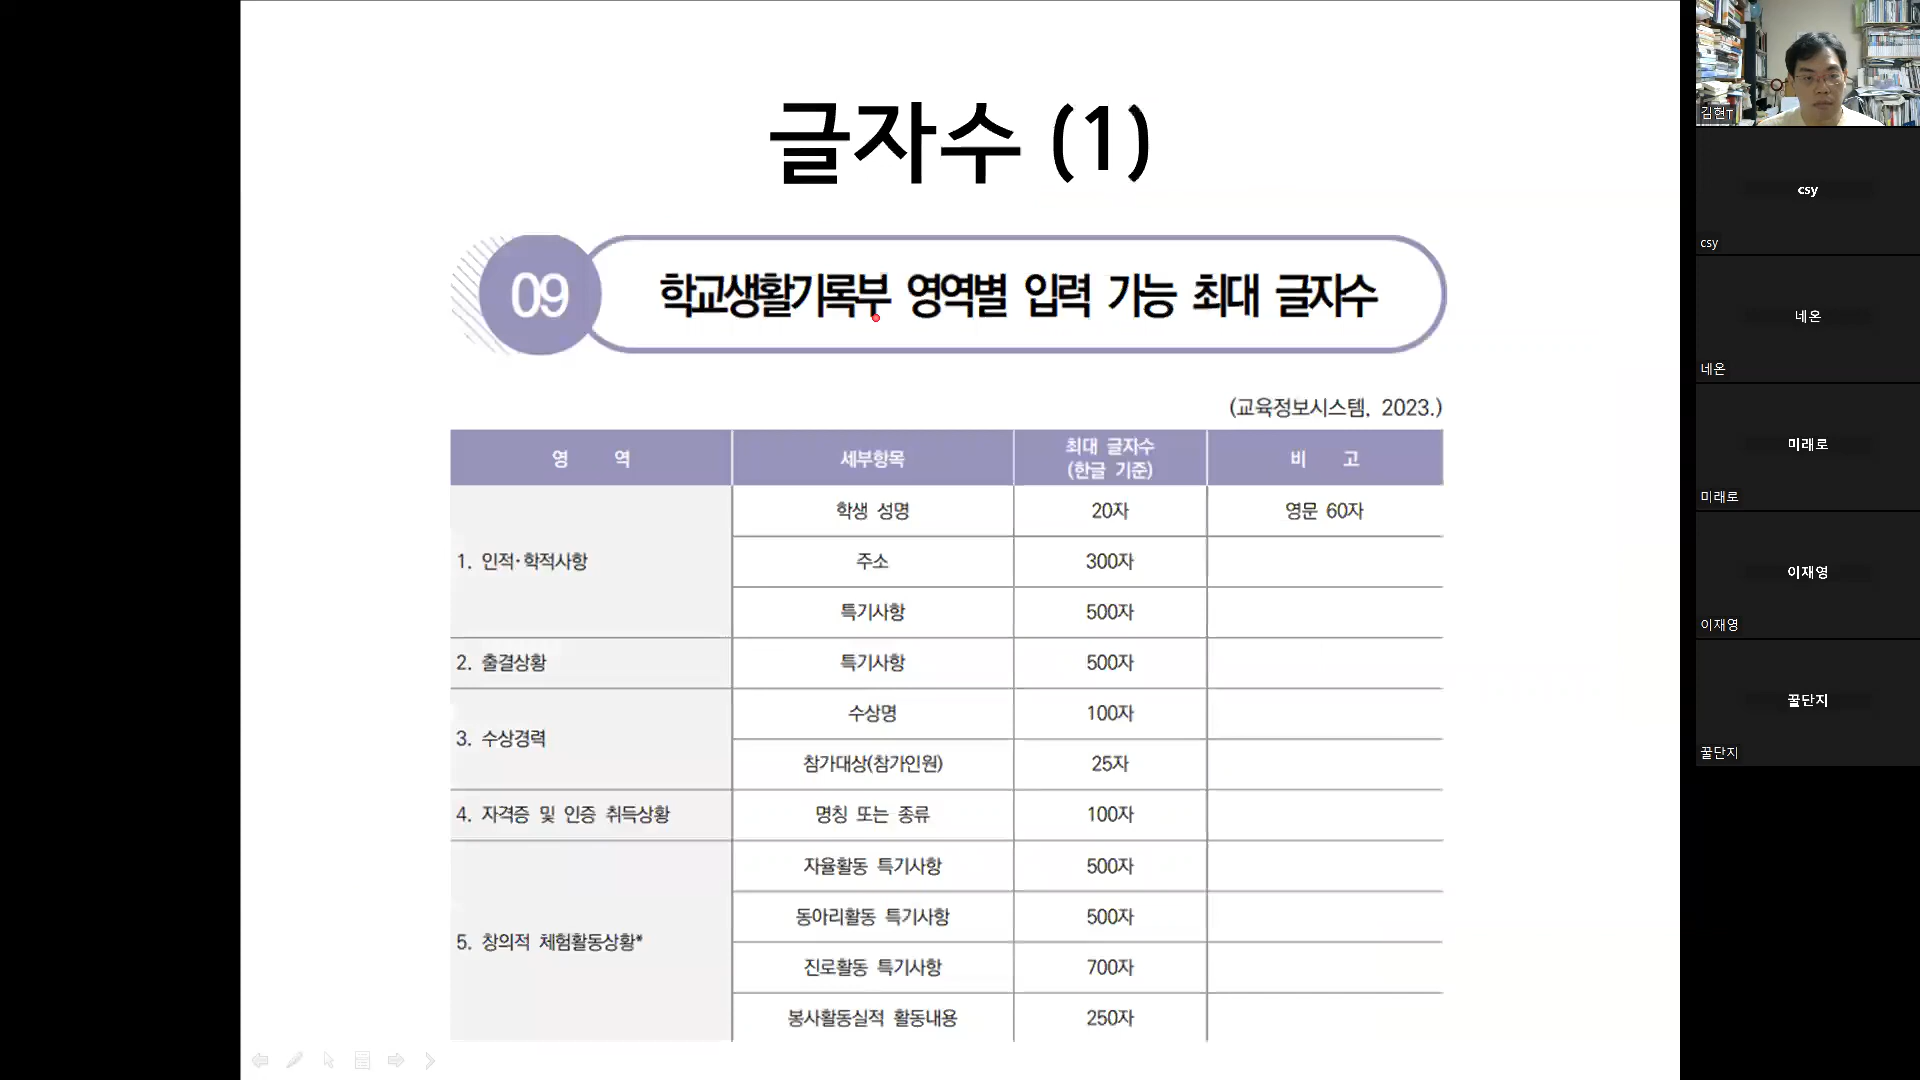 글자수 (1)
09 학교생활기록부 영역별 입력 가능 최대 글자수
(교육정보시스템, 2023.)
영 역 세부항목 최대 글자수 (한글 기준) 비 고
1. 인적·학적사항 학생 성명 20자 영문 60자
주소 300자
특기사항 500자
2. 출결상황 특기사항 500자
3. 수상경력 수상명 100자
참가대상(참가인원) 25자
4. 자격증 및 인증 취득상황 명칭 또는 종류 100자
5. 창의적 체험활동상황* 자율활동 특기사항 500자
동아리활동 특기사항 500자
진로활동 특기사항 700자
봉사활동실적 활동내용 250자
김현T
csy
csy
네온
네온
미래로
미래로
이재영
이재영
꿀단지
꿀단지